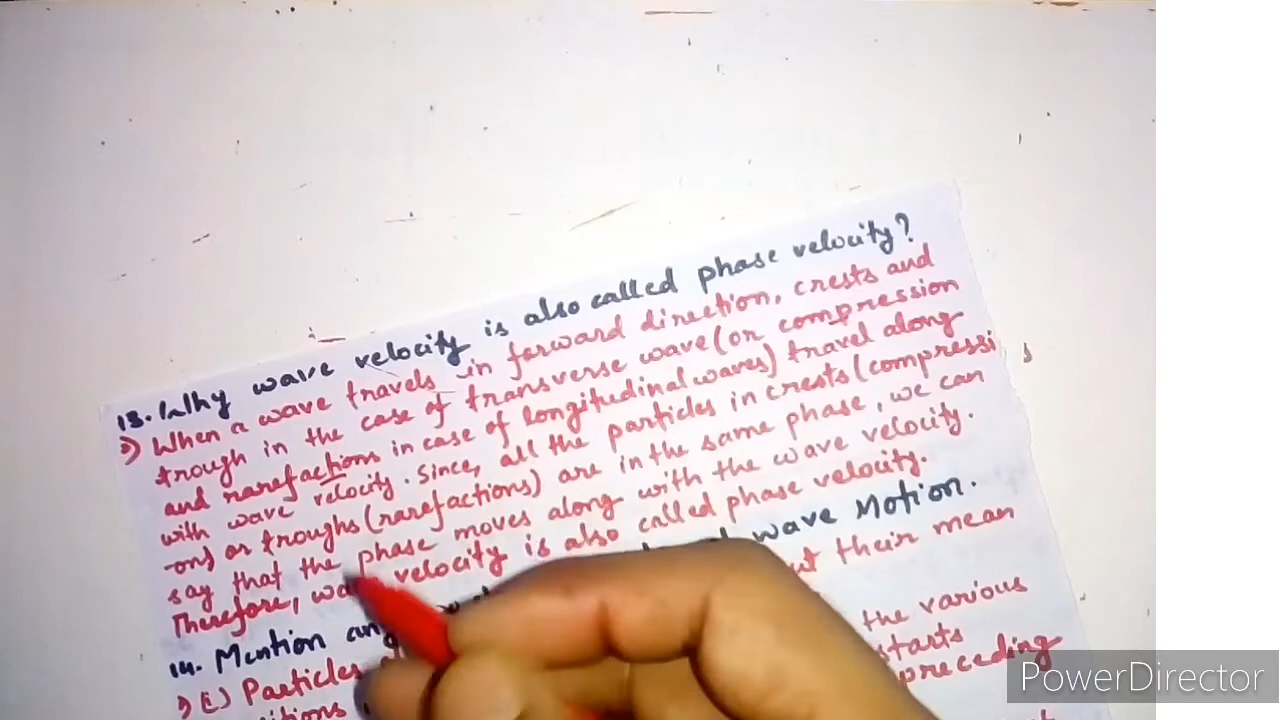 13. Why wave velocity is also called phase velocity?
⇒ When a wave travels in forward direction, crests and
trough in the case of transverse wave (or compression
and rarefactions in case of longitudinal waves) travel along
with wave velocity. Since, all the particles in crests (compressi
-ons) or troughs (rarefactions) are in the same phase, we can
say that the phase moves along with the wave velocity.
Therefore, velocity is also called phase velocity.
14. Mention wave Motion.
⇒ (i) Particles their mean
the various
starts
preceding
PowerDirector